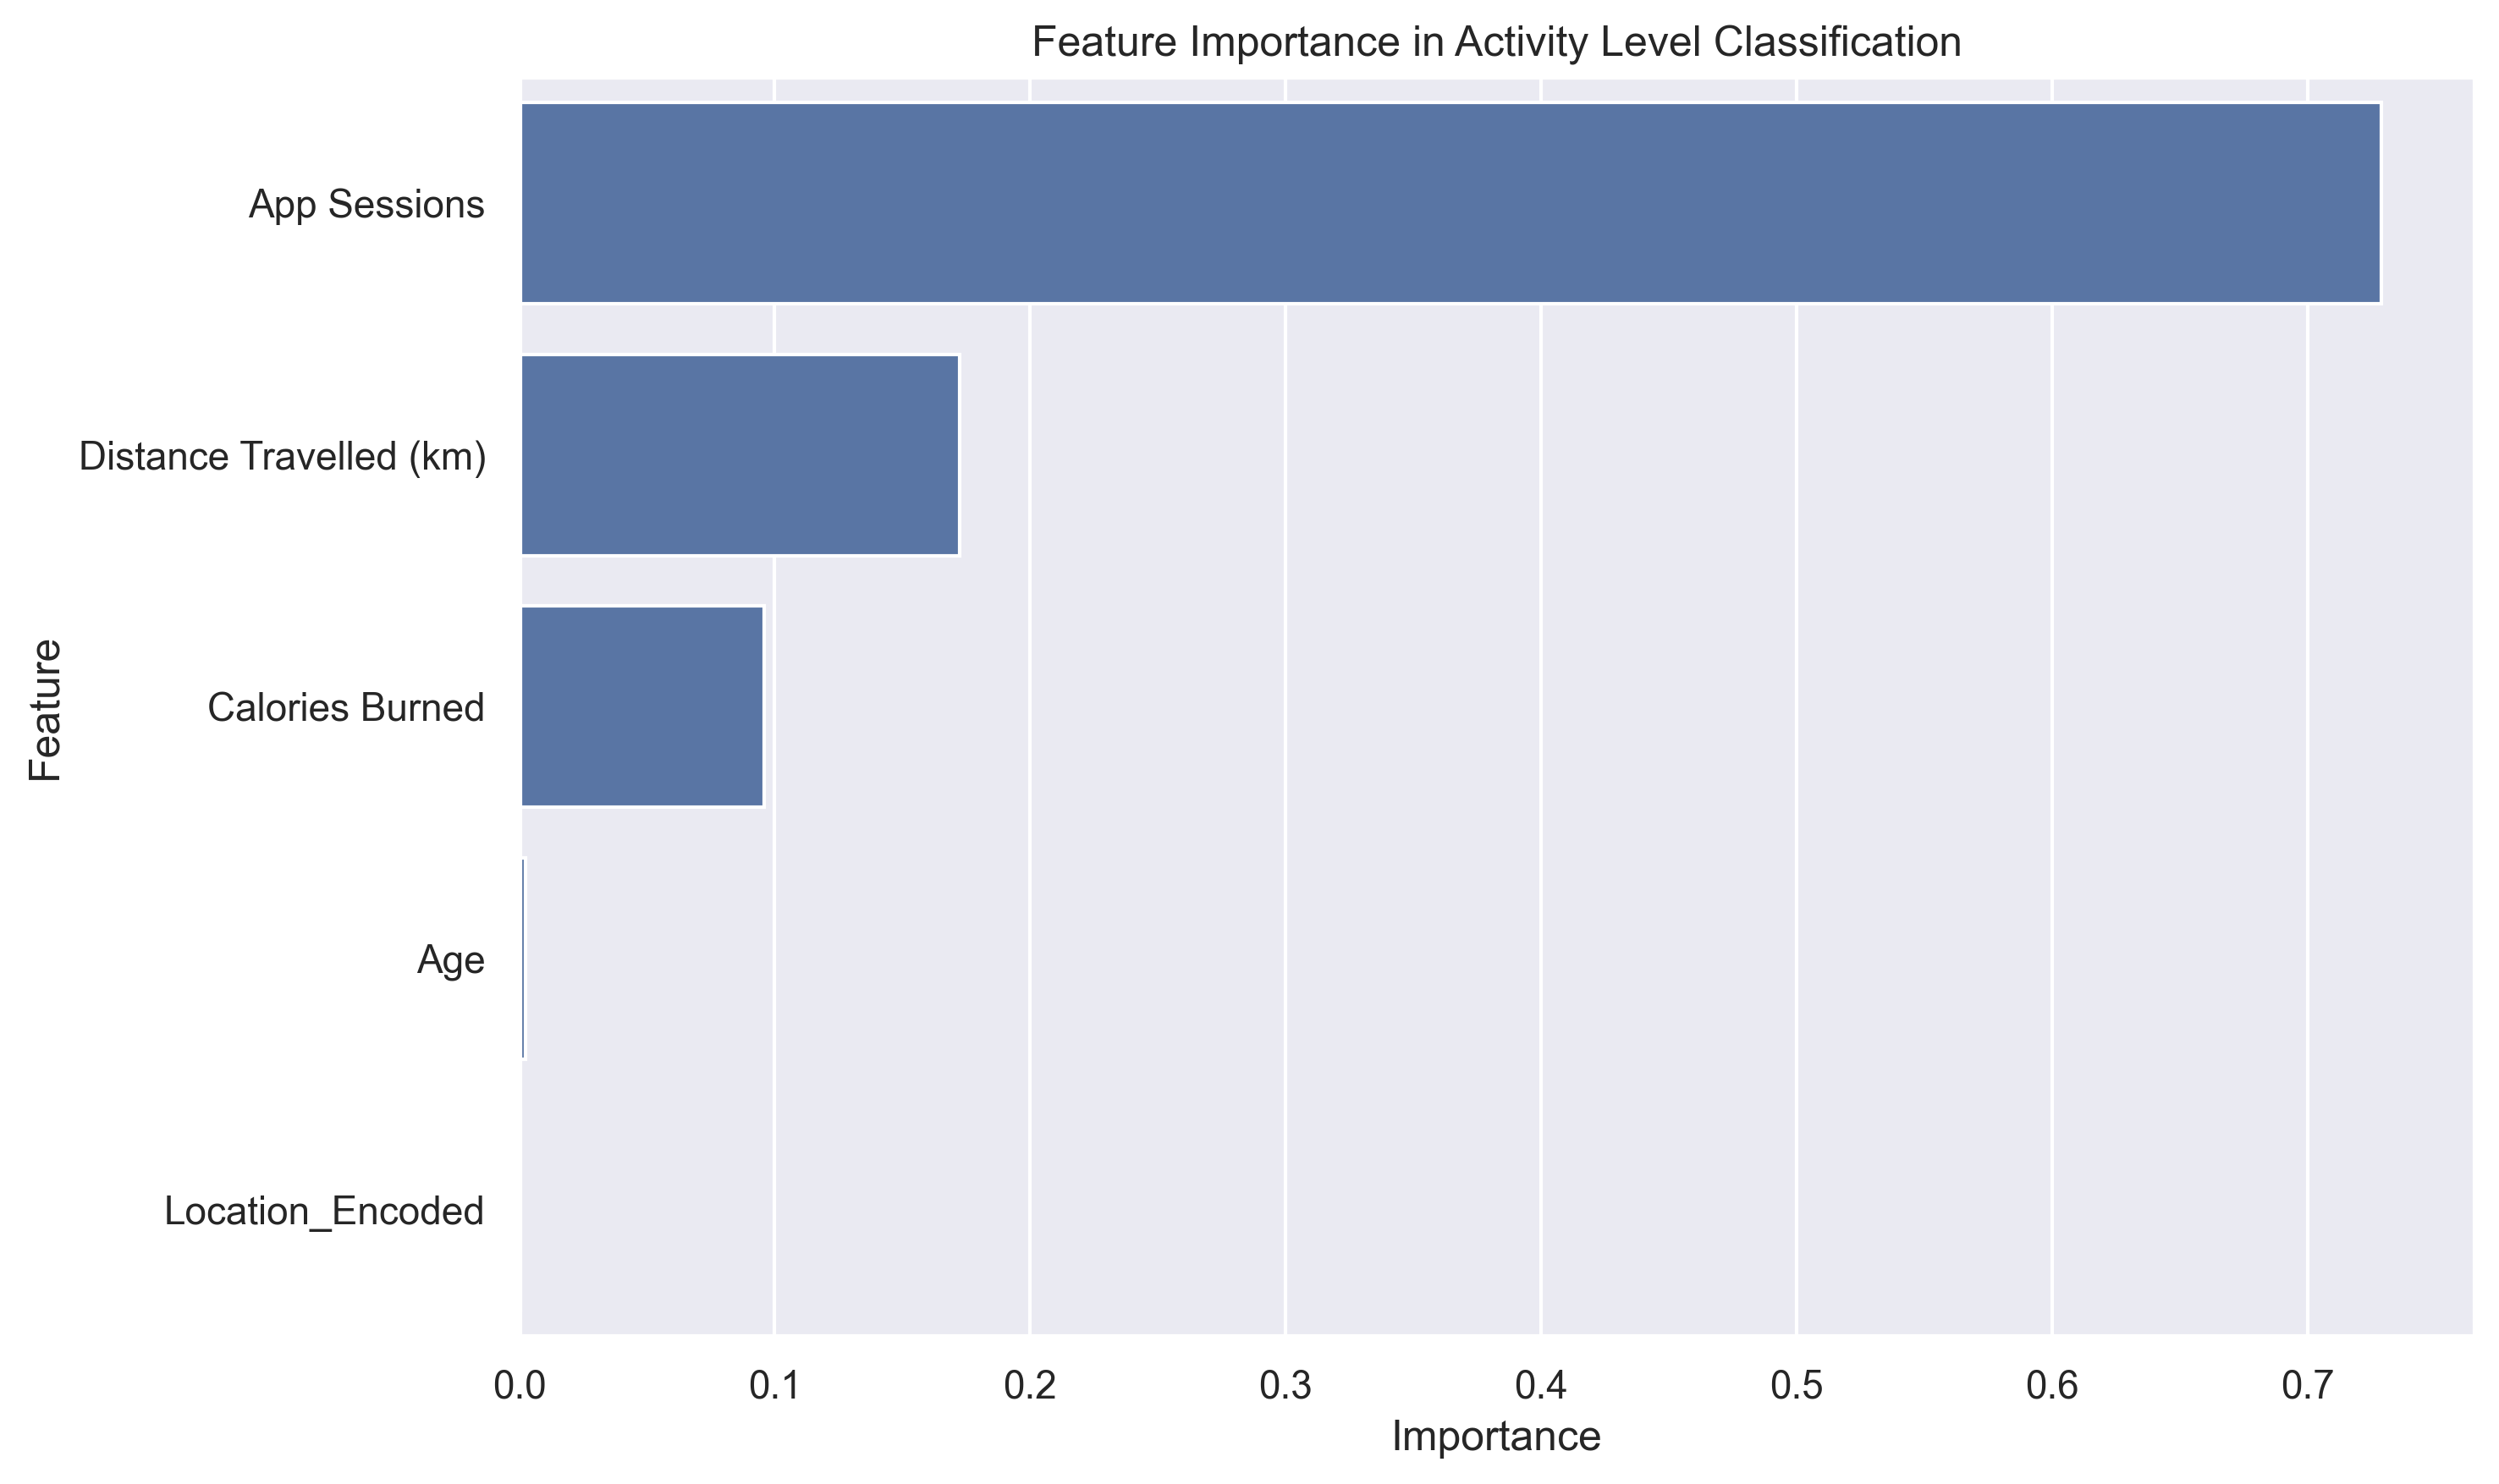 Feature Importance in Activity Level Classification
App Sessions
Distance Travelled (km)
Calories Burned
Age
Location_Encoded
Feature
0.0 0.1 0.2 0.3 0.4 0.5 0.6 0.7
Importance